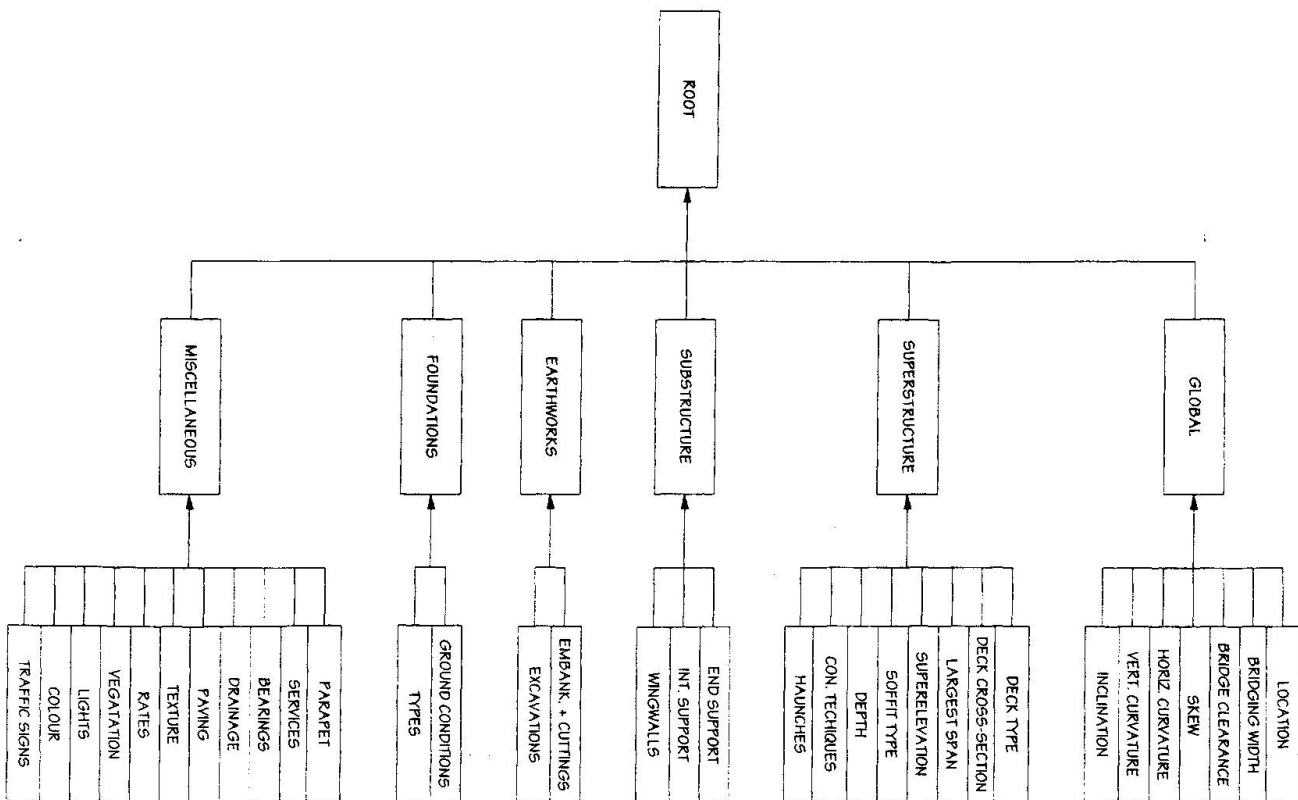 ROOT
GLOBAL
SUPERSTRUCTURE
SUBSTRUCTURE
EARTHWORKS
FOUNDATIONS
MISCELLANEOUS
LOCATION
BRIDGING WIDTH
BRIDGE CLEARANCE
SKEW
HORIZ. CURVATURE
VERT. CURVATURE
INCLINATION
DECK TYPE
DECK CROSS-SECTION
LARGEST SPAN
SUPERELEVATION
SOFFIT TYPE
DEPTH
CON. TECHIQUES
HAUNCHES
END SUPPORT
INT. SUPPORT
WINGWALLS
EMBANK. + CUTTINGS
EXCAVATIONS
GROUND CONDITIONS
TYPES
PARAPET
SERVICES
BEARINGS
DRAINAGE
PAVING
TEXTURE
RATES
VEGATATION
LIGHTS
COLOUR
TRAFFIC SIGNS